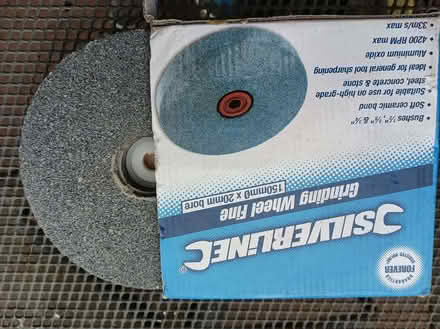 GUARANTEED
FOREVER
SILVERLINE
Grinding Wheel Fine
150mmØ x 20mm bore
• Bushes ½", ⅝" & ¾"
• Soft ceramic bond
• Suitable for use on high-grade
steel, concrete & stone
• Ideal for general tool sharpening
• Aluminium oxide
• 4200 RPM max
• 33m/s max